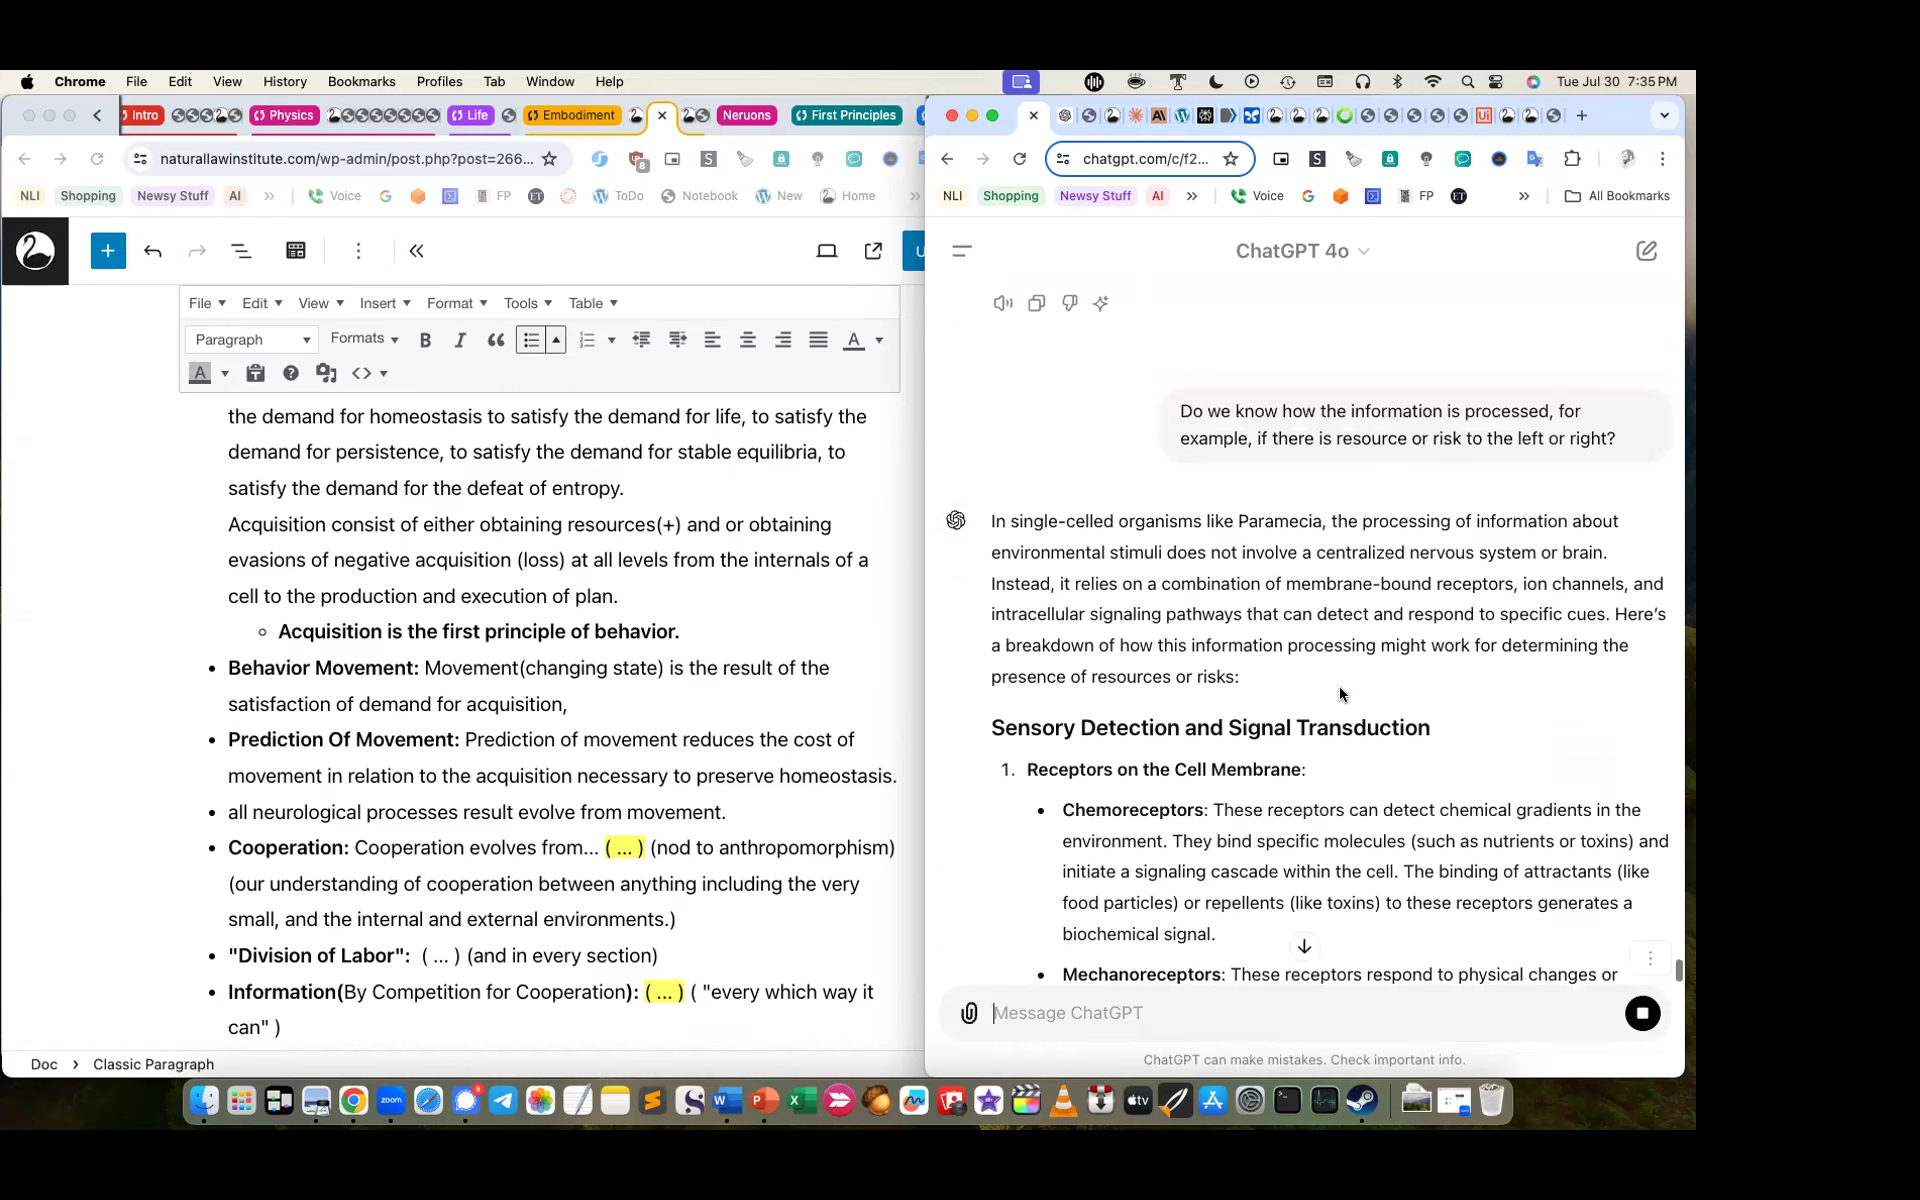 Chrome File Edit View History Bookmarks Profiles Tab Window Help
Tue Jul 30 7:35 PM
Intro Physics Life Embodiment Neruons First Principles
naturallawinstitute.com/wp-admin/post.php?post=266...
NLI Shopping Newsy Stuff AI » Voice FP ToDo Notebook New Home »
File Edit View Insert Format Tools Table
Paragraph Formats B I A
A
the demand for homeostasis to satisfy the demand for life, to satisfy the
demand for persistence, to satisfy the demand for stable equilibria, to
satisfy the demand for the defeat of entropy.
Acquisition consist of either obtaining resources(+) and or obtaining
evasions of negative acquisition (loss) at all levels from the internals of a
cell to the production and execution of plan.
Acquisition is the first principle of behavior.
Behavior Movement: Movement(changing state) is the result of the
satisfaction of demand for acquisition,
Prediction Of Movement: Prediction of movement reduces the cost of
movement in relation to the acquisition necessary to preserve homeostasis.
all neurological processes result evolve from movement.
Cooperation: Cooperation evolves from... ( ... ) (nod to anthropomorphism)
(our understanding of cooperation between anything including the very
small, and the internal and external environments.)
"Division of Labor": ( ... ) (and in every section)
Information(By Competition for Cooperation): ( ... ) ( "every which way it
can" )
Doc > Classic Paragraph
chatgpt.com/c/f2...
NLI Shopping Newsy Stuff AI » Voice FP » All Bookmarks
ChatGPT 4o
Do we know how the information is processed, for
example, if there is resource or risk to the left or right?
In single-celled organisms like Paramecia, the processing of information about
environmental stimuli does not involve a centralized nervous system or brain.
Instead, it relies on a combination of membrane-bound receptors, ion channels, and
intracellular signaling pathways that can detect and respond to specific cues. Here's
a breakdown of how this information processing might work for determining the
presence of resources or risks:
Sensory Detection and Signal Transduction
1. Receptors on the Cell Membrane:
Chemoreceptors: These receptors can detect chemical gradients in the
environment. They bind specific molecules (such as nutrients or toxins) and
initiate a signaling cascade within the cell. The binding of attractants (like
food particles) or repellents (like toxins) to these receptors generates a
biochemical signal.
Mechanoreceptors: These receptors respond to physical changes or
Message ChatGPT
ChatGPT can make mistakes. Check important info.
zoom
tv